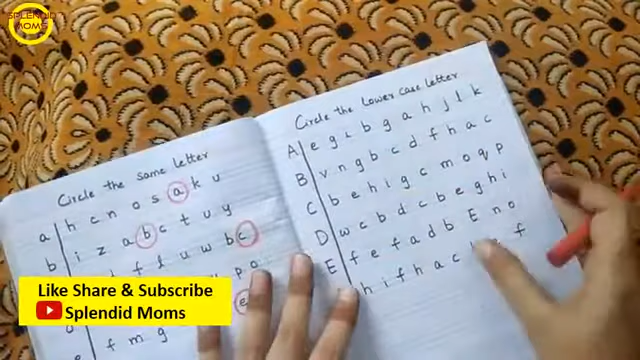 SPLENDID
MOMS
Circle the same letter
a h c n o s a k u
b i z a b c t u y
f l u w b c
p o
e
e f m g
Circle the Lower case letter
A e g i b g a h j l k
B v n g b c d f h a c
C b e h i g c m o q p
D w c b d c b e g h i
E f e f a d b E n o
h i f h a c f
Like Share & Subscribe
Splendid Moms